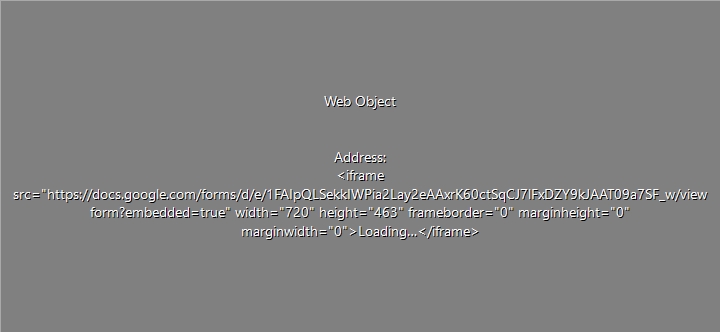 Web Object
Address:
<iframe
src="https://docs.google.com/forms/d/e/1FAIpQLSekkIWPia2Lay2eAAxrK60ctSqCJ7lFxDZY9kJAAT09a7SF_w/view
form?embedded=true" width="720" height="463" frameborder="0" marginheight="0"
marginwidth="0">Loading...</iframe>